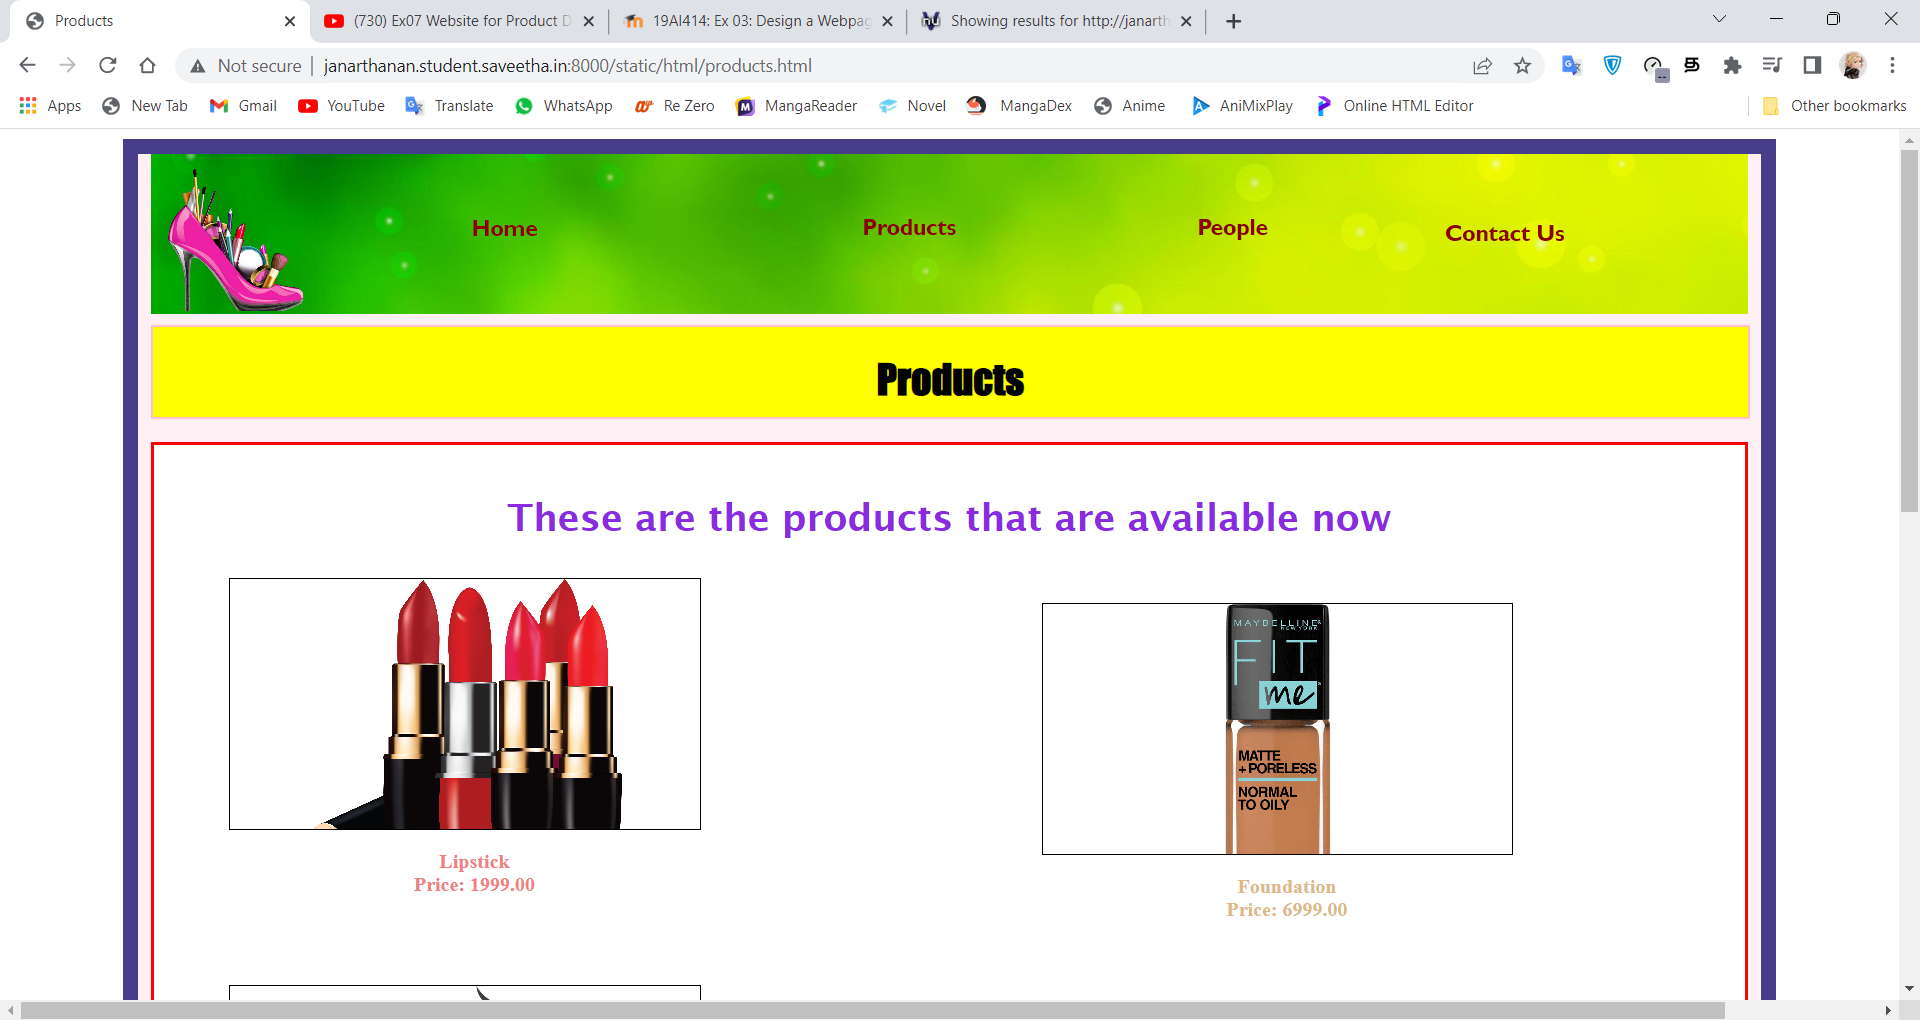 Products
(730) Ex07 Website for Product D
19AI414: Ex 03: Design a Webpag
Showing results for http://janarth
Not secure
janarthanan.student.saveetha.in:8000/static/html/products.html
Apps
New Tab
Gmail
YouTube
Translate
WhatsApp
Re Zero
MangaReader
Novel
MangaDex
Anime
AniMixPlay
Online HTML Editor
Other bookmarks
Home
Products
People
Contact Us
Products
These are the products that are available now
MAYBELLINE
NEW YORK
FIT
me
MATTE
+PORELESS
NORMAL
TO OILY
Lipstick
Price: 1999.00
Foundation
Price: 6999.00